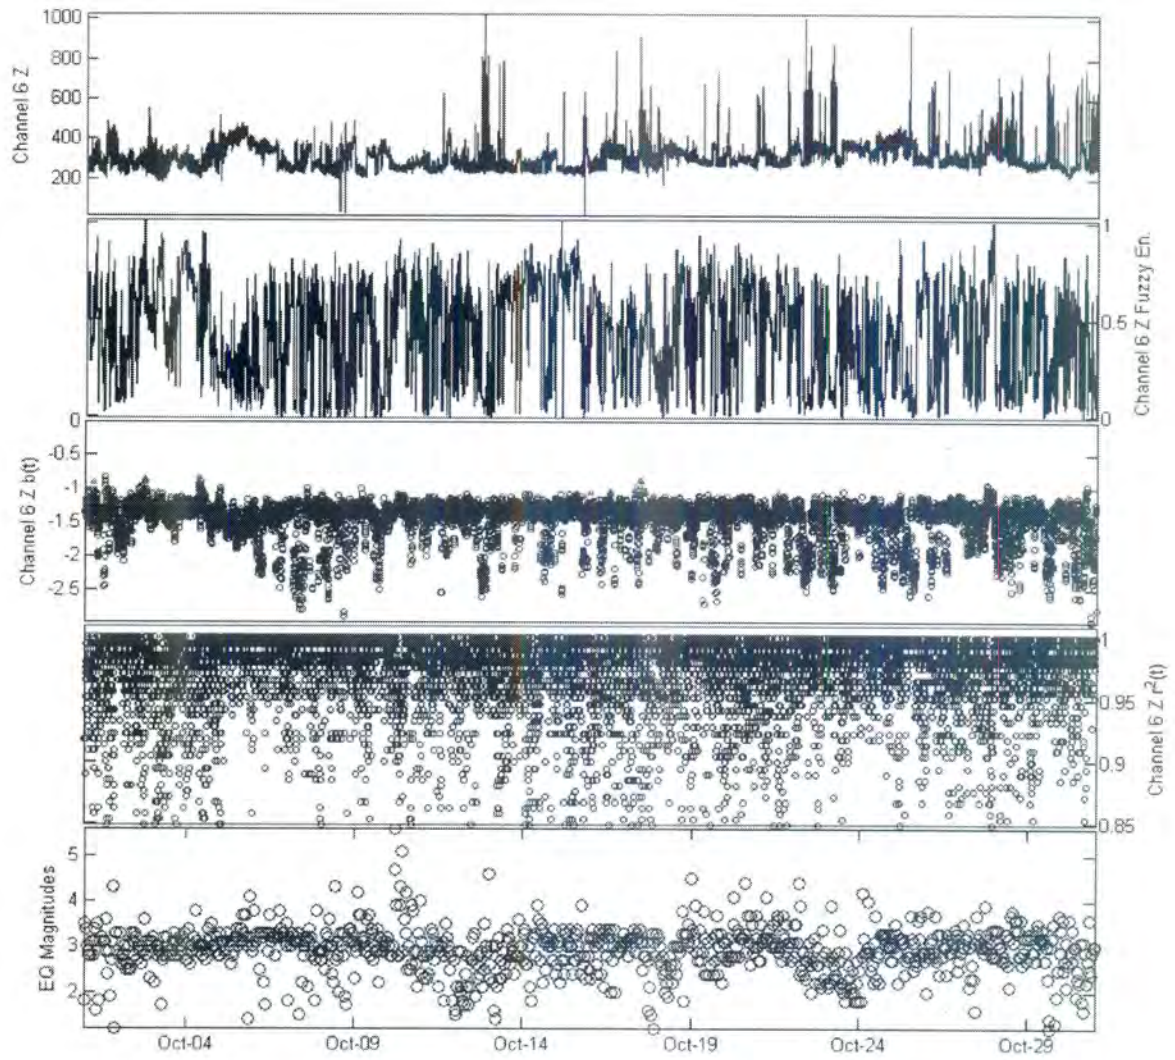 1000
800
600
400
200
Channel 6 Z
1
0.5
0
Channel 6 Z Fuzzy En.
0
-0.5
-1
-1.5
-2
-2.5
Channel 6 Z b(t)
1
0.95
0.9
0.85
Channel 6 Z r²(t)
5
4
3
2
EQ Magnitudes
Oct-04
Oct-09
Oct-14
Oct-19
Oct-24
Oct-29